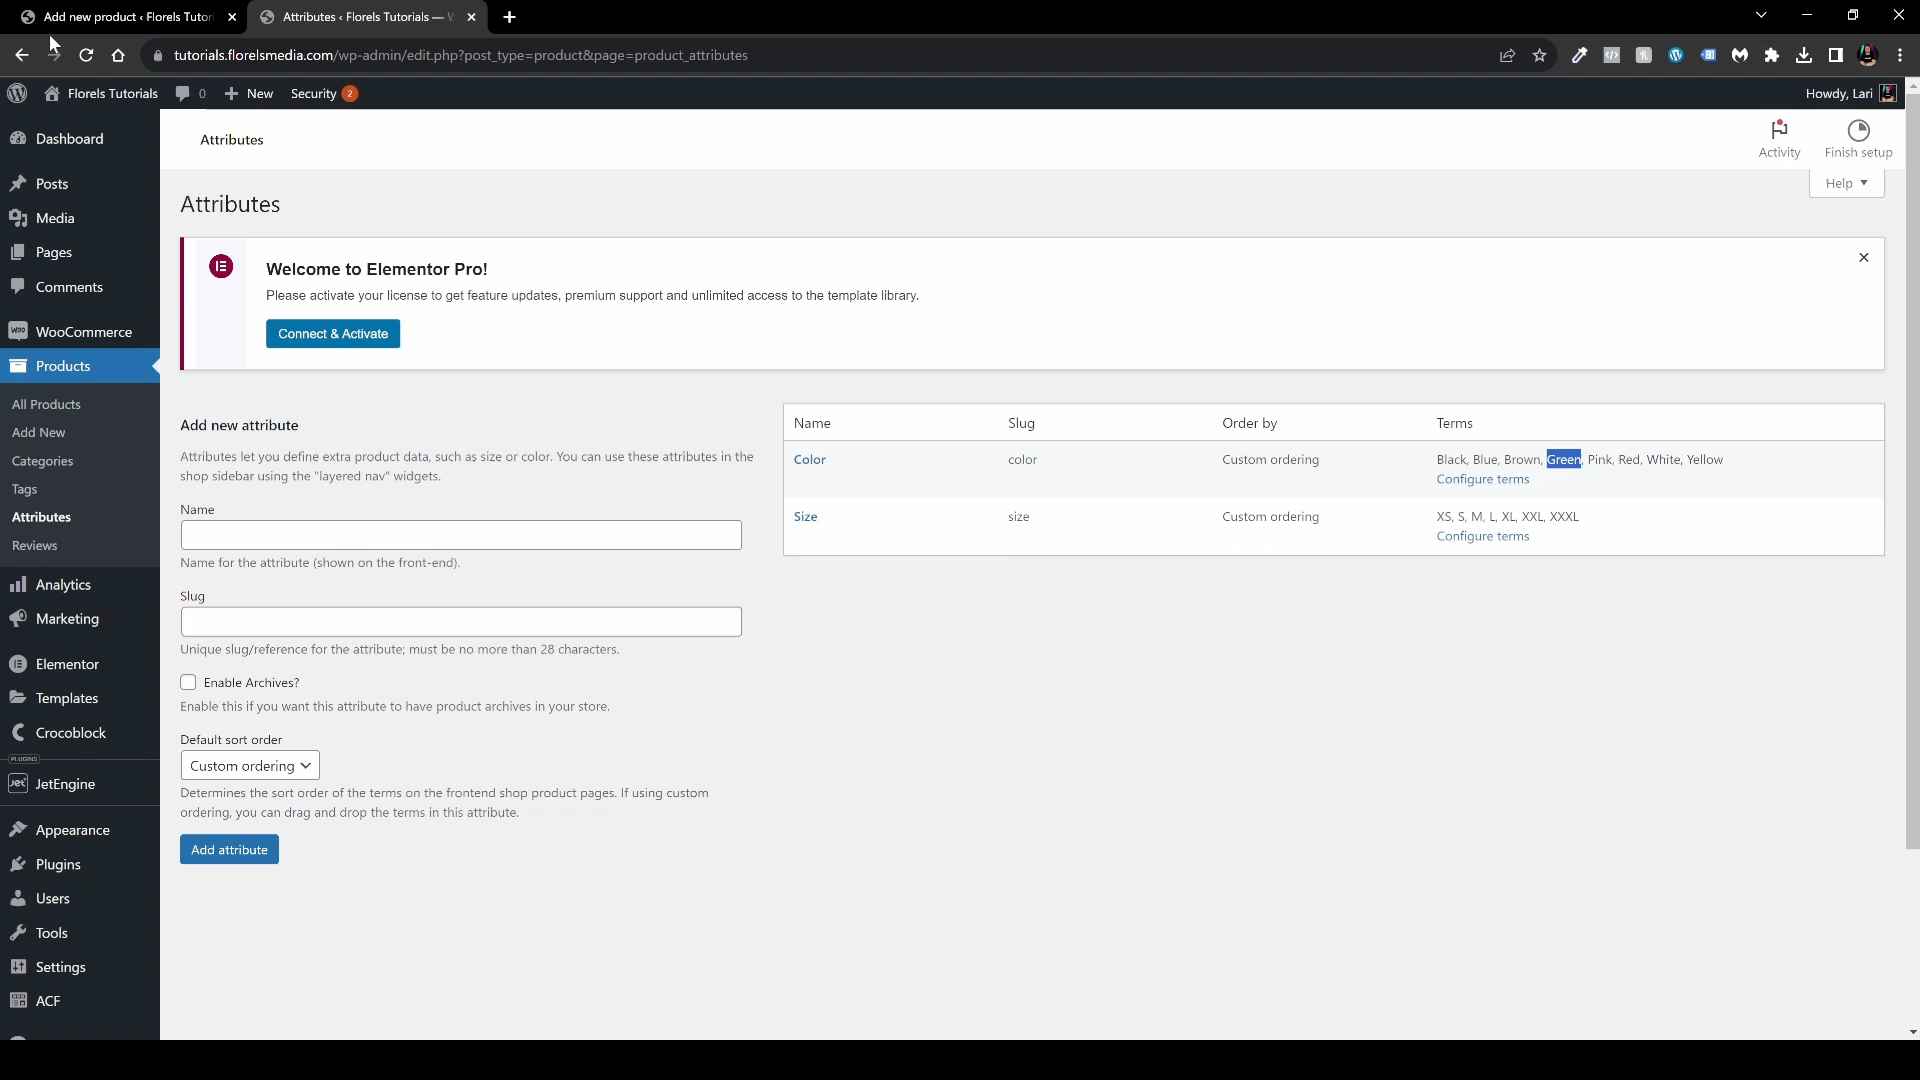 Add new product ‹ Florels Tutor
Attributes ‹ Florels Tutorials — W
tutorials.florelsmedia.com/wp-admin/edit.php?post_type=product&page=product_attributes
Florels Tutorials
0
New
Security 2
Howdy, Lari
Dashboard
Posts
Media
Pages
Comments
WooCommerce
Products
All Products
Add New
Categories
Tags
Attributes
Reviews
Analytics
Marketing
Elementor
Templates
Crocoblock
PLUGINS
JetEngine
Appearance
Plugins
Users
Tools
Settings
ACF
Attributes
Activity
Finish setup
Help
Attributes
Welcome to Elementor Pro!
Please activate your license to get feature updates, premium support and unlimited access to the template library.
Connect & Activate
Add new attribute
Attributes let you define extra product data, such as size or color. You can use these attributes in the
shop sidebar using the "layered nav" widgets.
Name
Name for the attribute (shown on the front-end).
Slug
Unique slug/reference for the attribute; must be no more than 28 characters.
Enable Archives?
Enable this if you want this attribute to have product archives in your store.
Default sort order
Custom ordering
Determines the sort order of the terms on the frontend shop product pages. If using custom
ordering, you can drag and drop the terms in this attribute.
Add attribute
Name Slug Order by Terms
Color color Custom ordering Black, Blue, Brown, Green, Pink, Red, White, Yellow
Configure terms
Size size Custom ordering XS, S, M, L, XL, XXL, XXXL
Configure terms